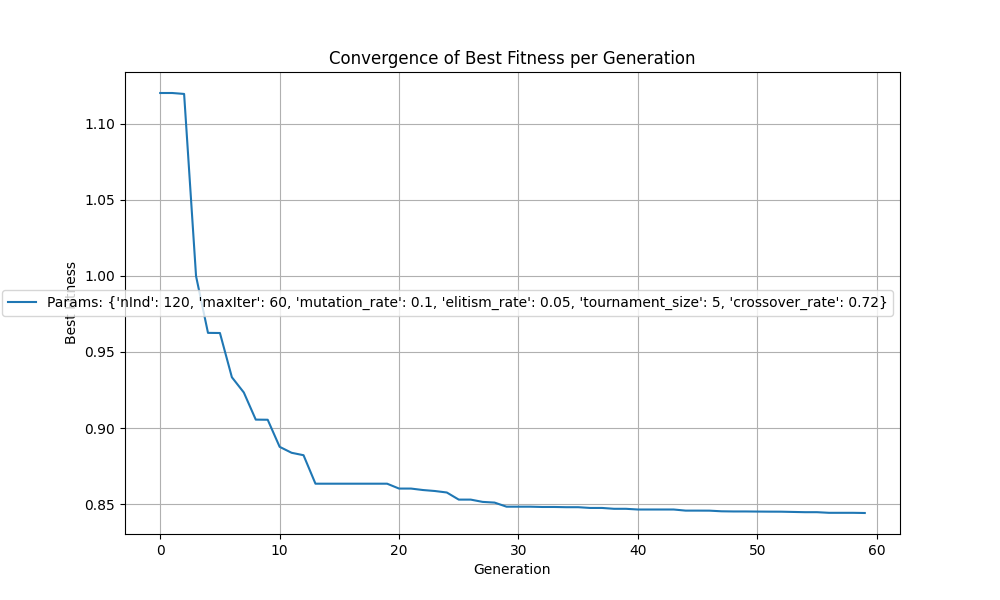 Convergence of Best Fitness per Generation
1.10
1.05
1.00
Params: {'nInd': 120, 'maxIter': 60, 'mutation_rate': 0.1, 'elitism_rate': 0.05, 'tournament_size': 5, 'crossover_rate': 0.72}
Best Fitness
0.95
0.90
0.85
0 10 20 30 40 50 60
Generation